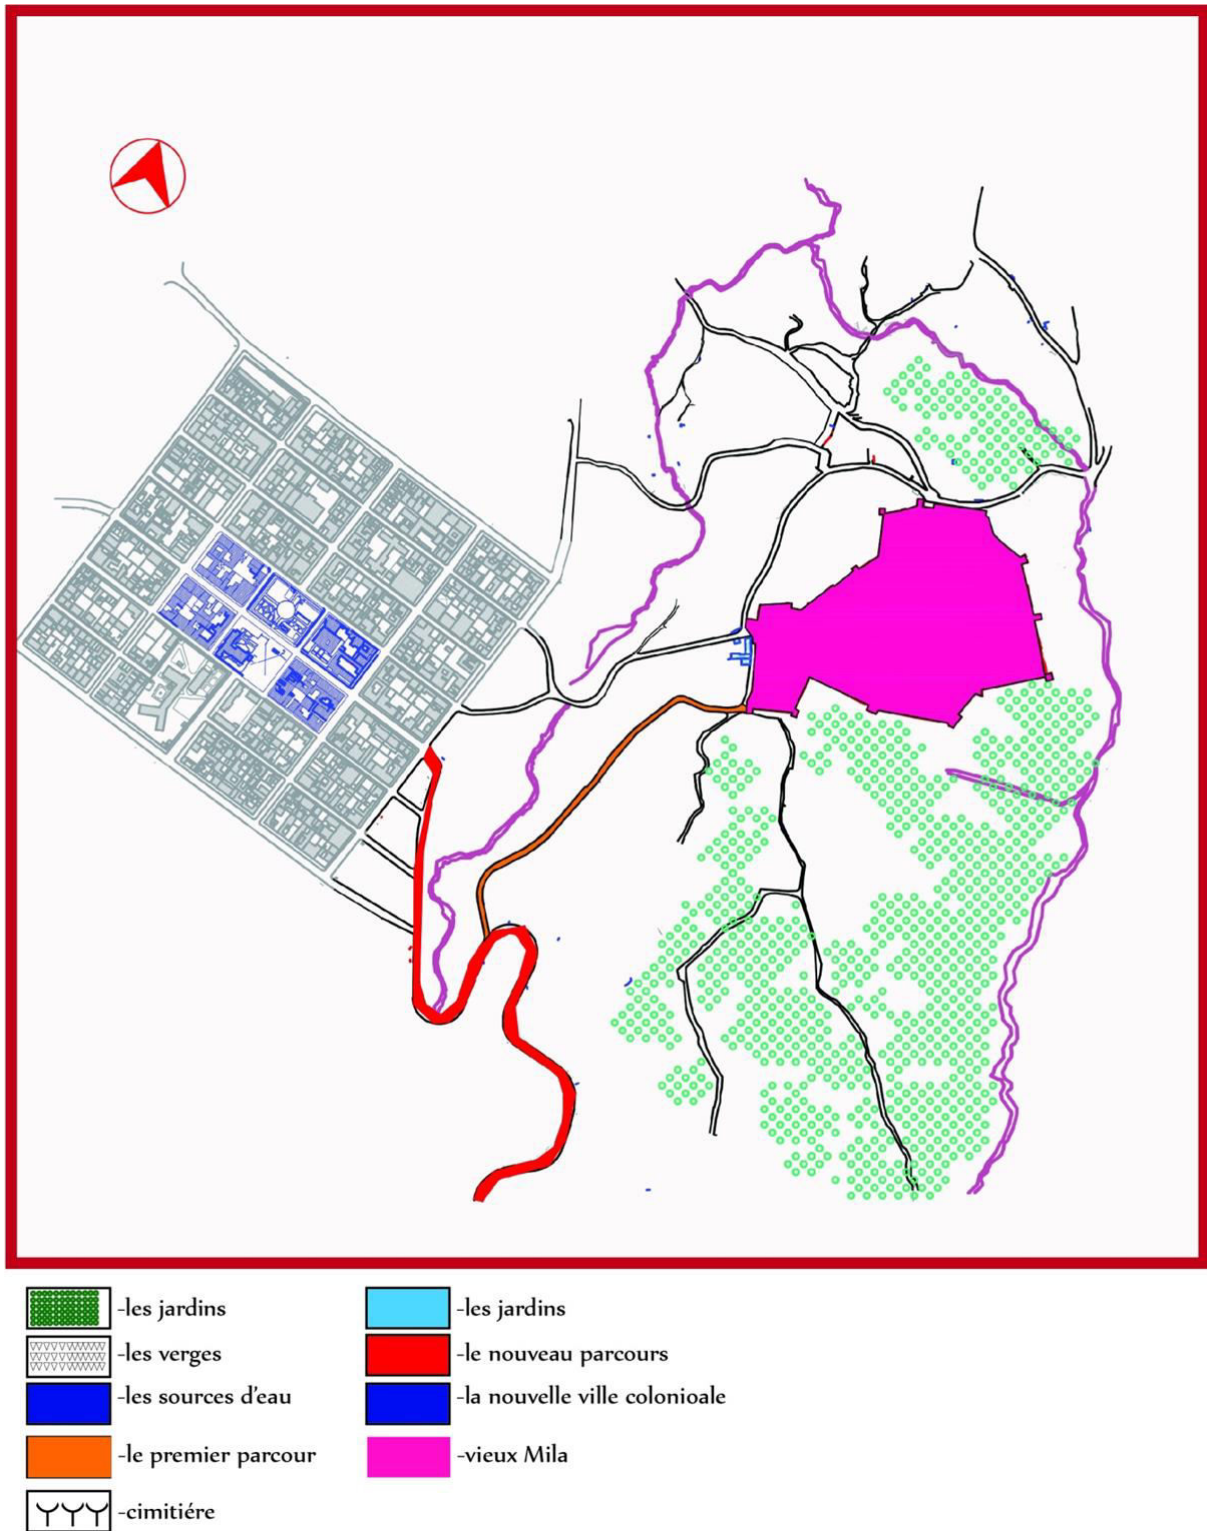 -les jardins
-les verges
-les sources d'eau
-le premier parcour
-cimitiére
-les jardins
-le nouveau parcours
-la nouvelle ville colonioale
-vieux Mila